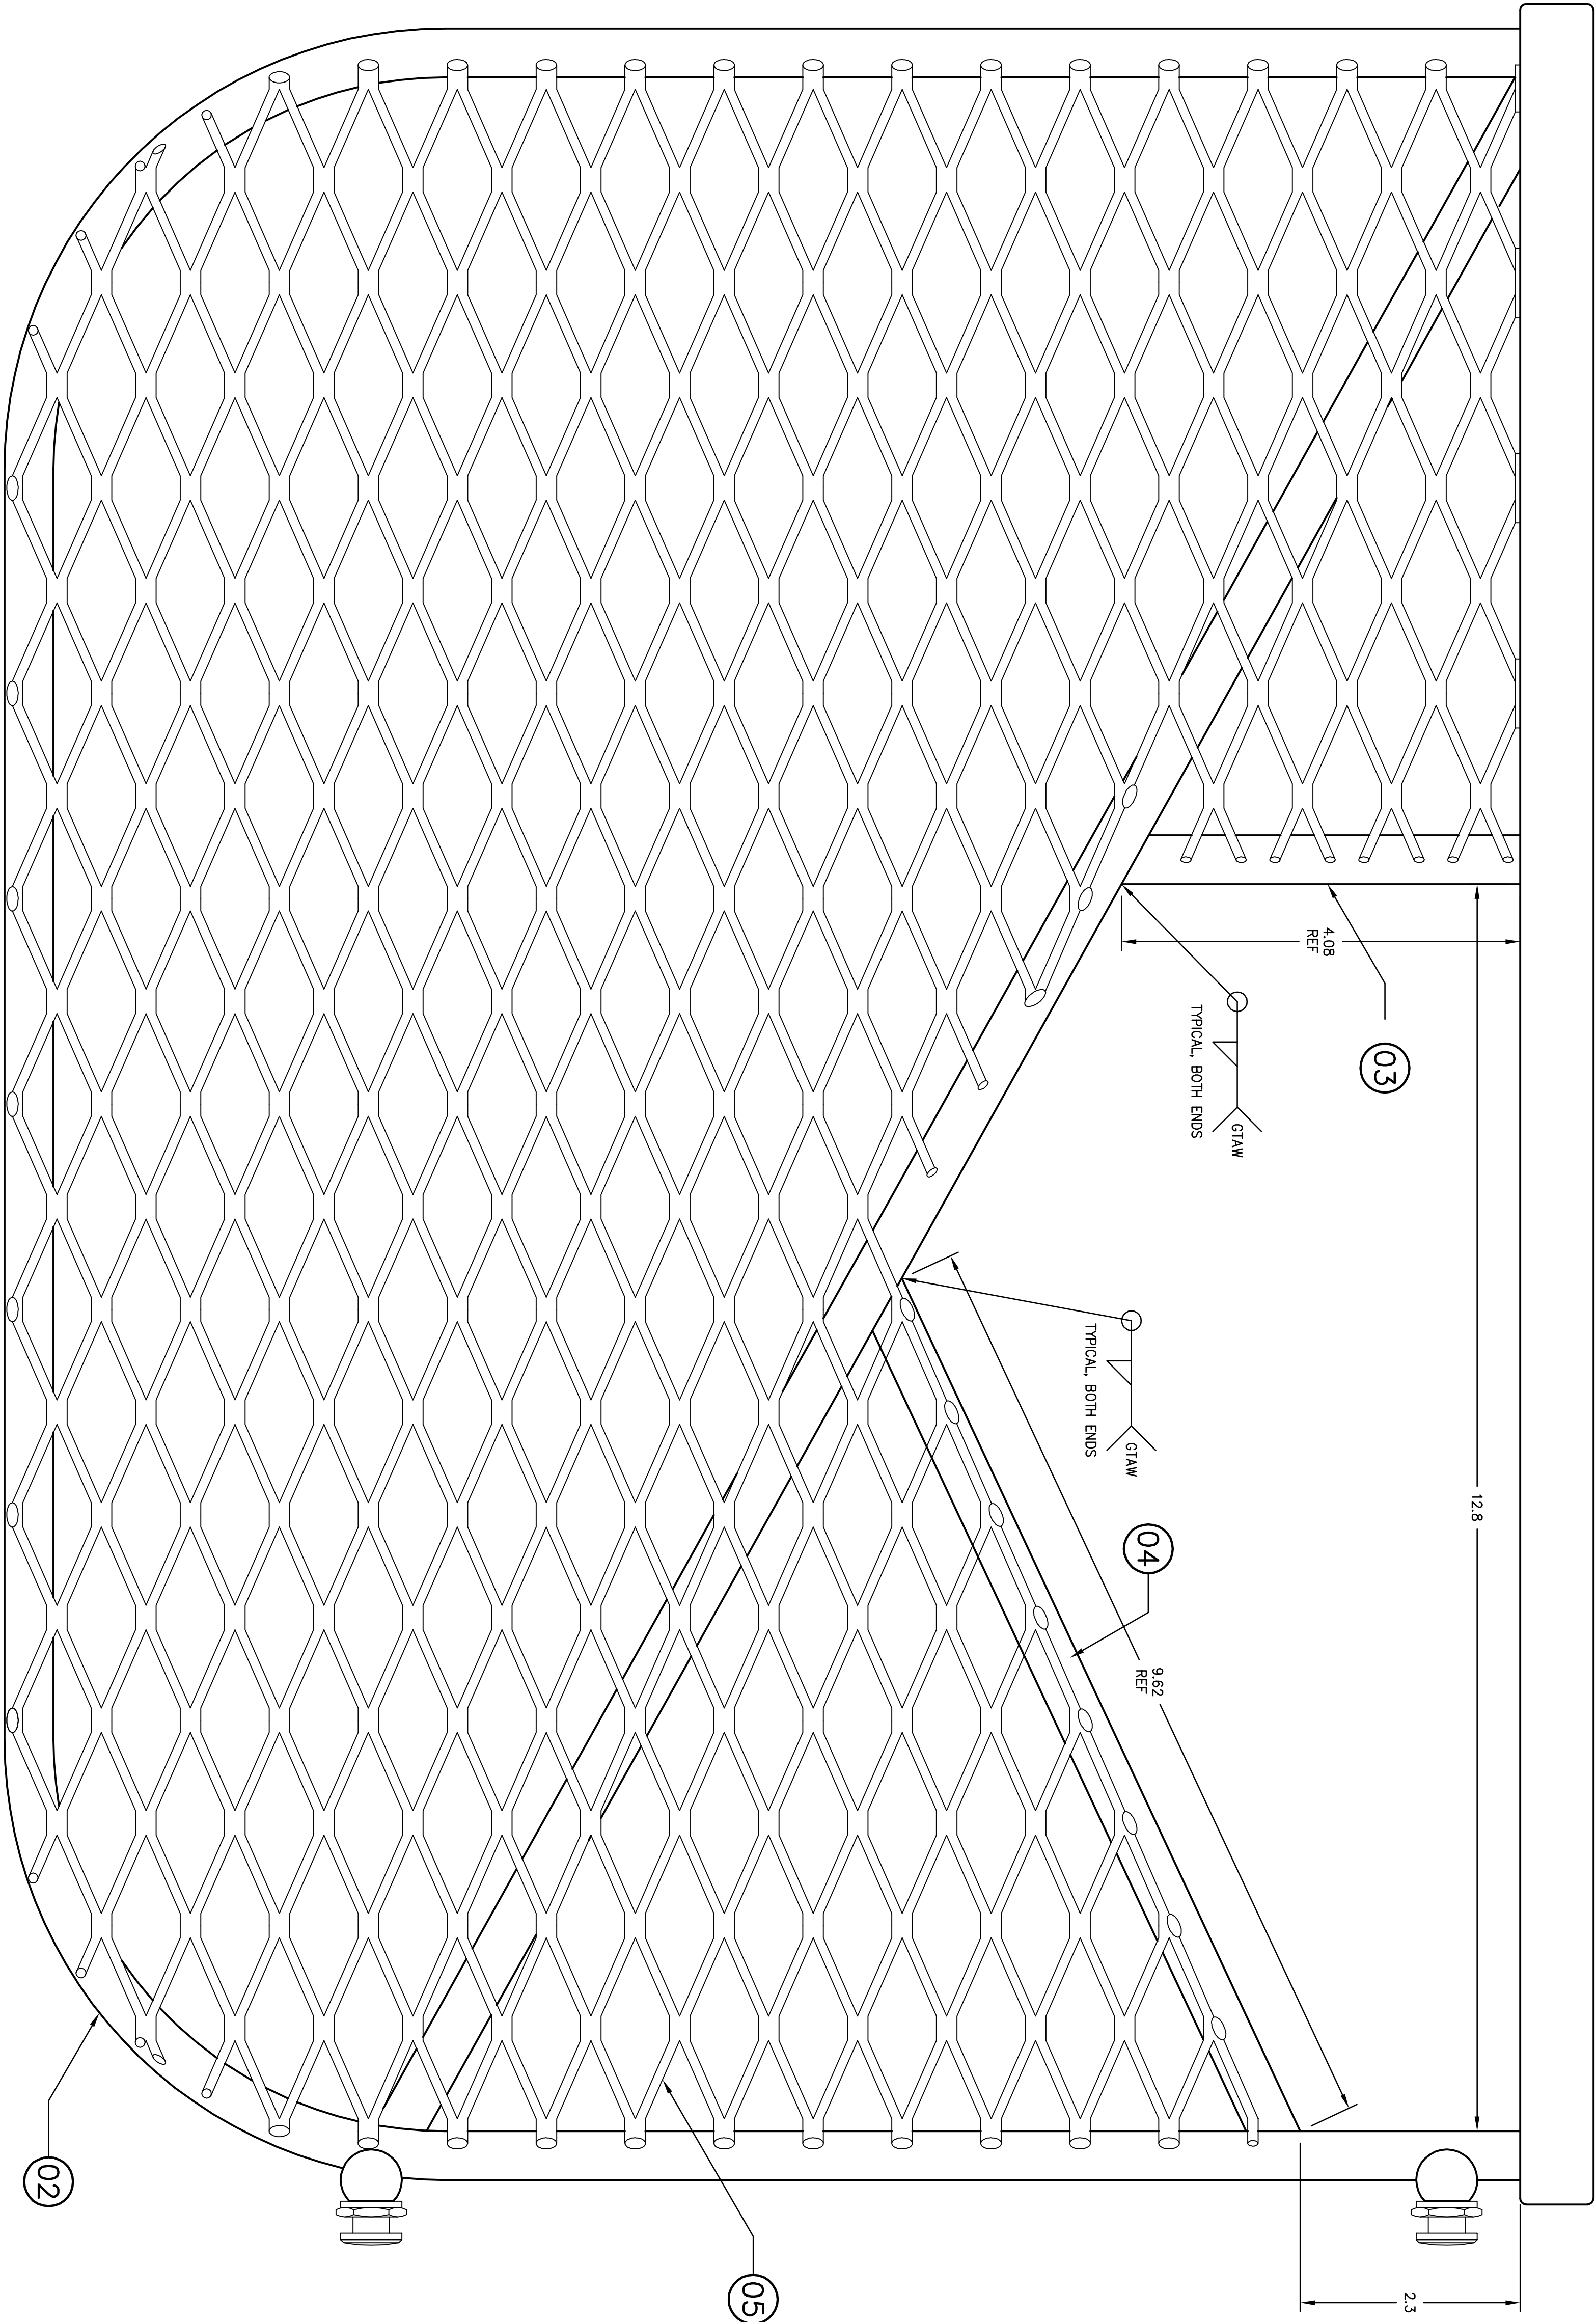 12.8
4.08
REF
03
GTAW
TYPICAL, BOTH ENDS
GTAW
TYPICAL, BOTH ENDS
04
9.62
REF
2.3
02
05